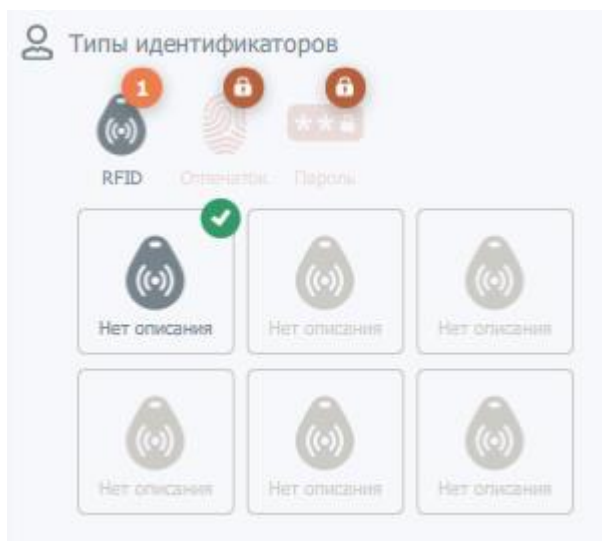 Типы идентификаторов
1
RFID Отпечаток Пароль
***
Нет описания Нет описания Нет описания
Нет описания Нет описания Нет описания